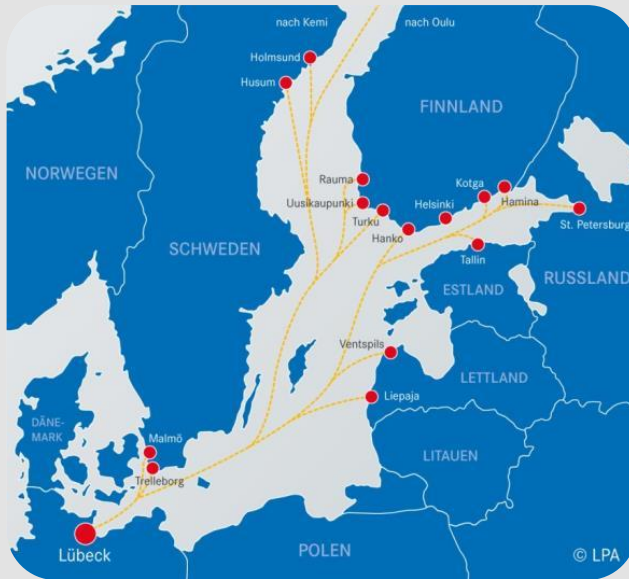 nach Kemi
nach Oulu
Holmsund
Husum
FINNLAND
NORWEGEN
Rauma
Kotga
Uusikaupunki
Helsinki
Hamina
Turku
St. Petersburg
Hanko
SCHWEDEN
Tallin
RUSSLAND
ESTLAND
Ventspils
LETTLAND
Liepaja
DÄNE-
MARK
Malmö
LITAUEN
Trelleborg
Lübeck
POLEN
© LPA